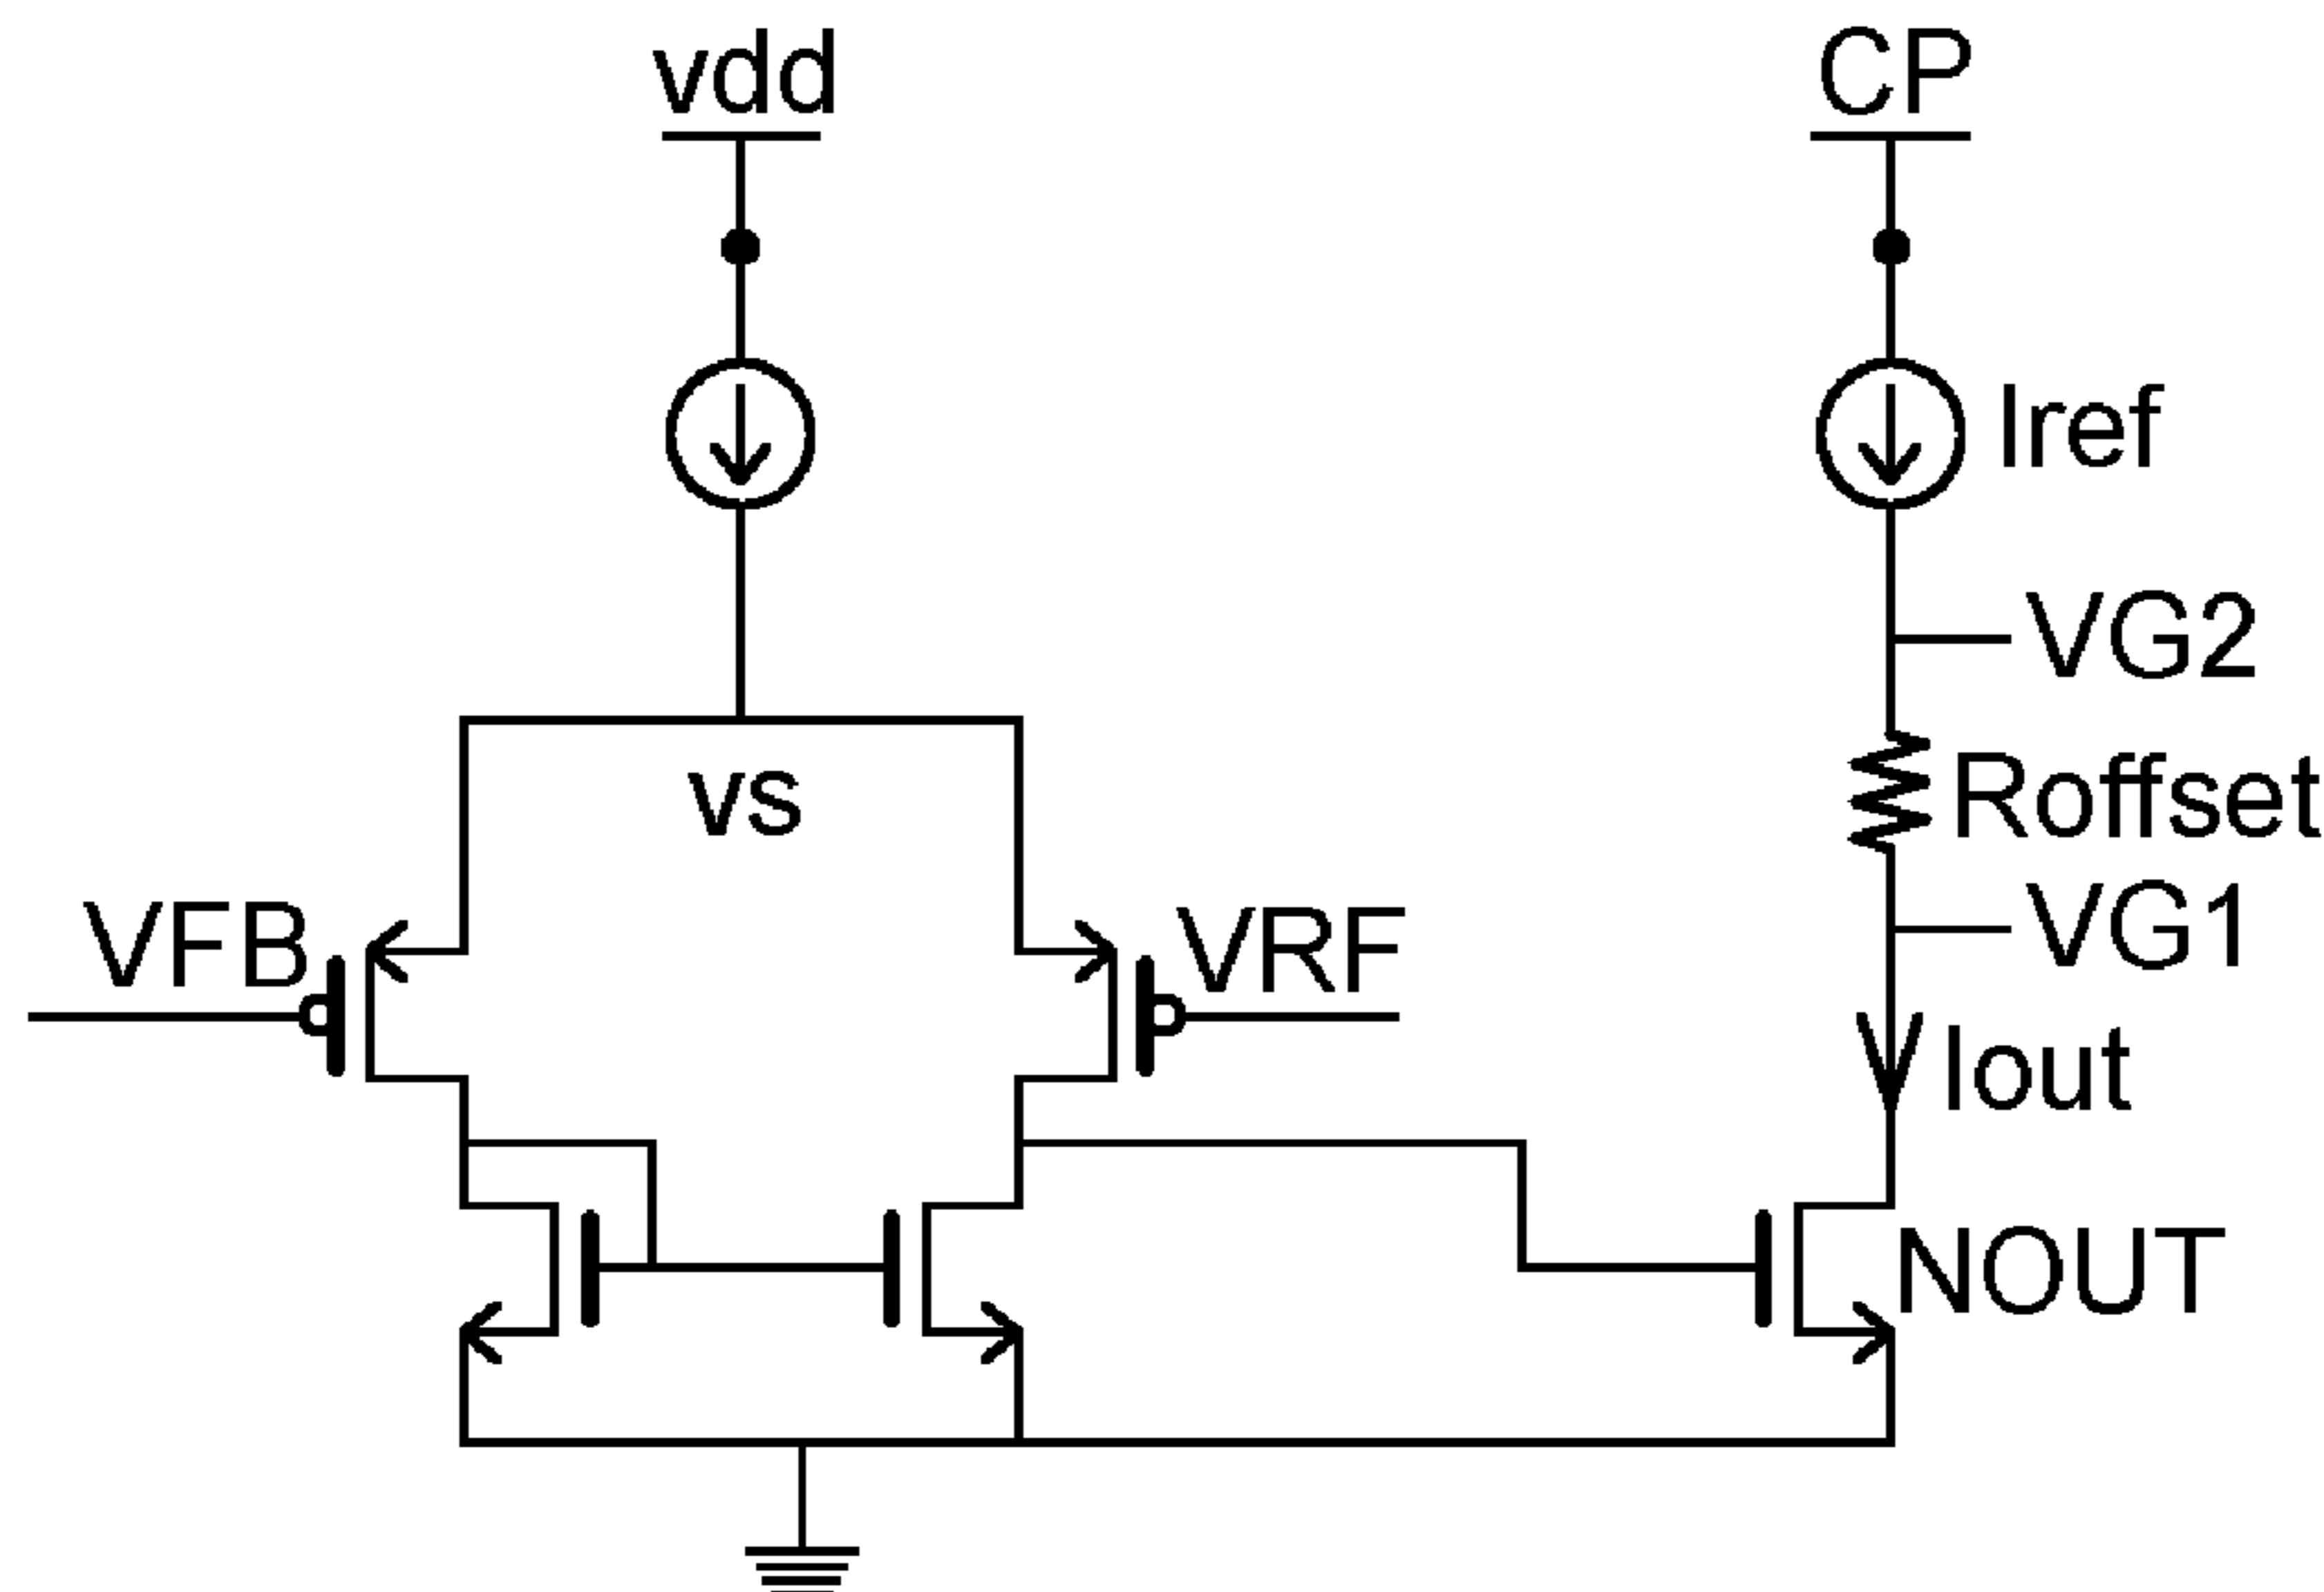 vdd
CP
Iref
VG2
vs
Roffset
VFB
VRF
VG1
Iout
NOUT